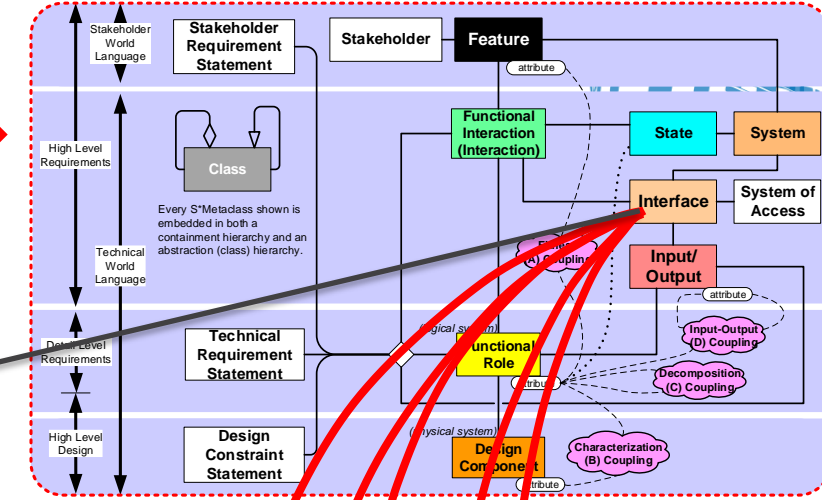 Stakeholder
World
Language
Stakeholder
Requirement
Statement
Stakeholder
Feature
attribute
High Level
Requirements
Class
Every S*Metaclass shown is
embedded in both a
containment hierarchy and an
abstraction (class) hierarchy.
Functional
Interaction
(Interaction)
State
System
Interface
System of
Access
(A) Coupling
Input/
Output
attribute
Technical
World
Language
Level
Requirements
Technical
Requirement
Statement
(logical system)
Functional
Role
attribute
Input-Output
(D) Coupling
Decomposition
(C) Coupling
High Level
Design
Design
Constraint
Statement
(physical system)
Design
Component
attribute
Characterization
(B) Coupling